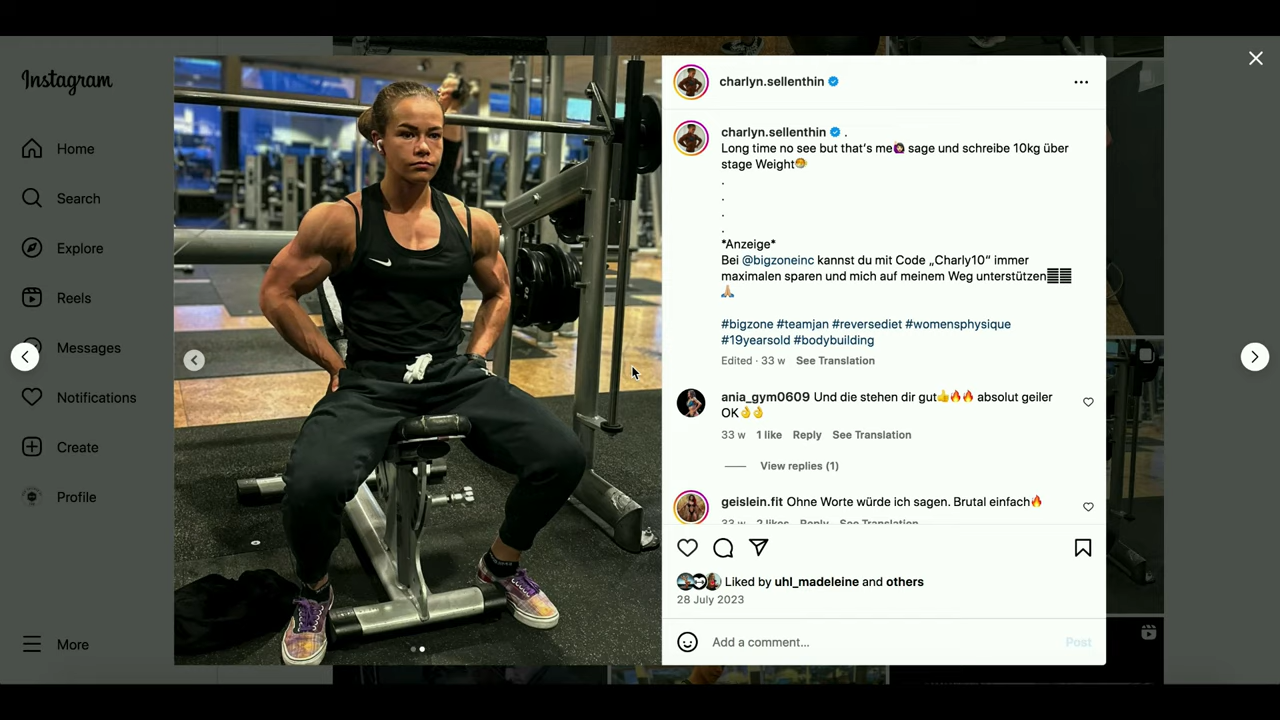 Instagram
Home
Search
Explore
Reels
Messages
Notifications
Create
Profile
More
charlyn.sellenthin
charlyn.sellenthin .
Long time no see but that's me🙋🏻‍♀️ sage und schreibe 10kg über
stage Weight🤭
.
.
.
.
*Anzeige*
Bei @bigzoneinc kannst du mit Code „Charly10“ immer
maximalen sparen und mich auf meinem Weg unterstützen
🙏🏼
#bigzone #teamjan #reversediet #womensphysique
#19yearsold #bodybuilding
Edited · 33 w See Translation
ania_gym0609 Und die stehen dir gut👍🔥🔥 absolut geiler
OK👌👌
33 w 1 like Reply See Translation
View replies (1)
geislein.fit Ohne Worte würde ich sagen. Brutal einfach🔥
33 w 2 likes Reply See Translation
Liked by uhl_madeleine and others
28 July 2023
Add a comment...
Post